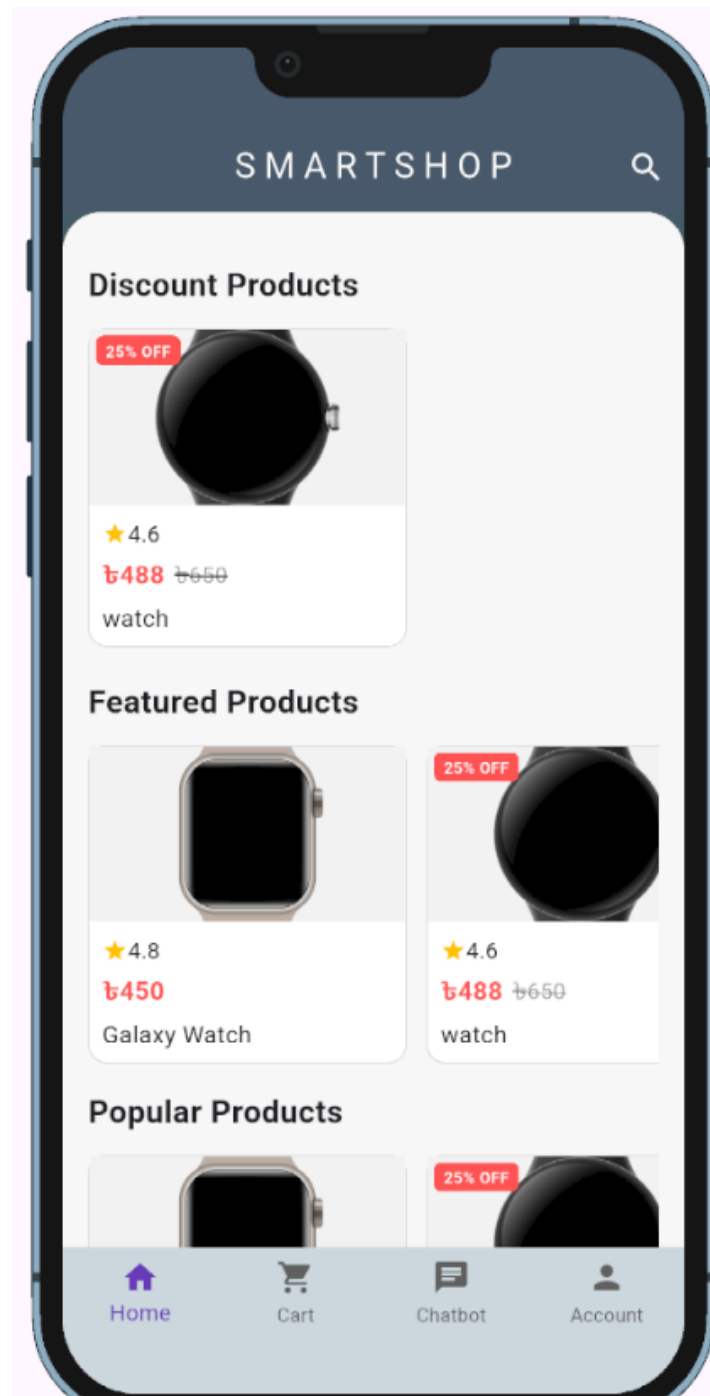 SMARTSHOP
Discount Products
25% OFF
4.6
৳488 ৳650
watch
Featured Products
25% OFF
4.8
4.6
৳450
৳488 ৳650
Galaxy Watch
watch
Popular Products
25% OFF
Home
Cart
Chatbot
Account